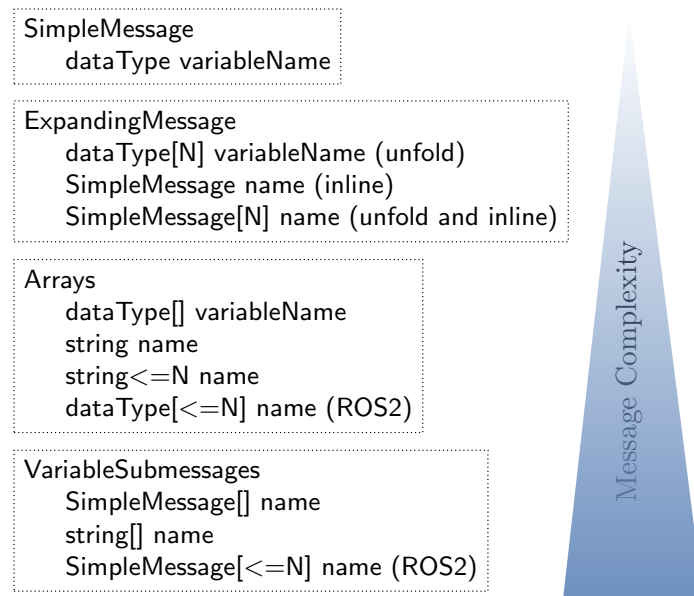 SimpleMessage
dataType variableName
ExpandingMessage
dataType[N] variableName (unfold)
SimpleMessage name (inline)
SimpleMessage[N] name (unfold and inline)
Arrays
dataType[] variableName
string name
string<=N name
dataType[<=N] name (ROS2)
VariableSubmessages
SimpleMessage[] name
string[] name
SimpleMessage[<=N] name (ROS2)
Message Complexity